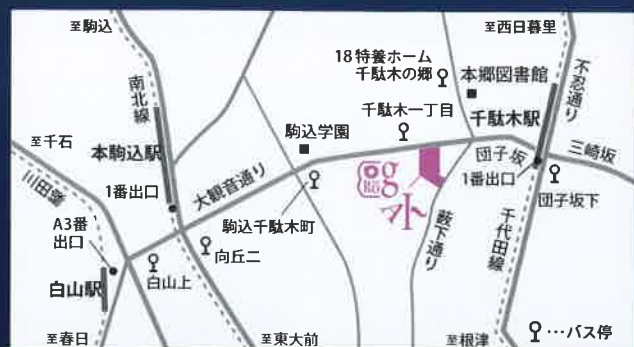 至駒込
至西日暮里
18特養ホーム
千駄木の郷
本郷図書館
不忍通り
南北線
千駄木一丁目
千駄木駅
駒込学園
至千石
本駒込駅
大観音通り
団子坂
三崎坂
1番出口
1番出口
団子坂下
A3番
出口
駒込千駄木町
藪下通り
千代田線
向丘二
白山上
白山駅
至春日
至東大前
至根津
…バス停